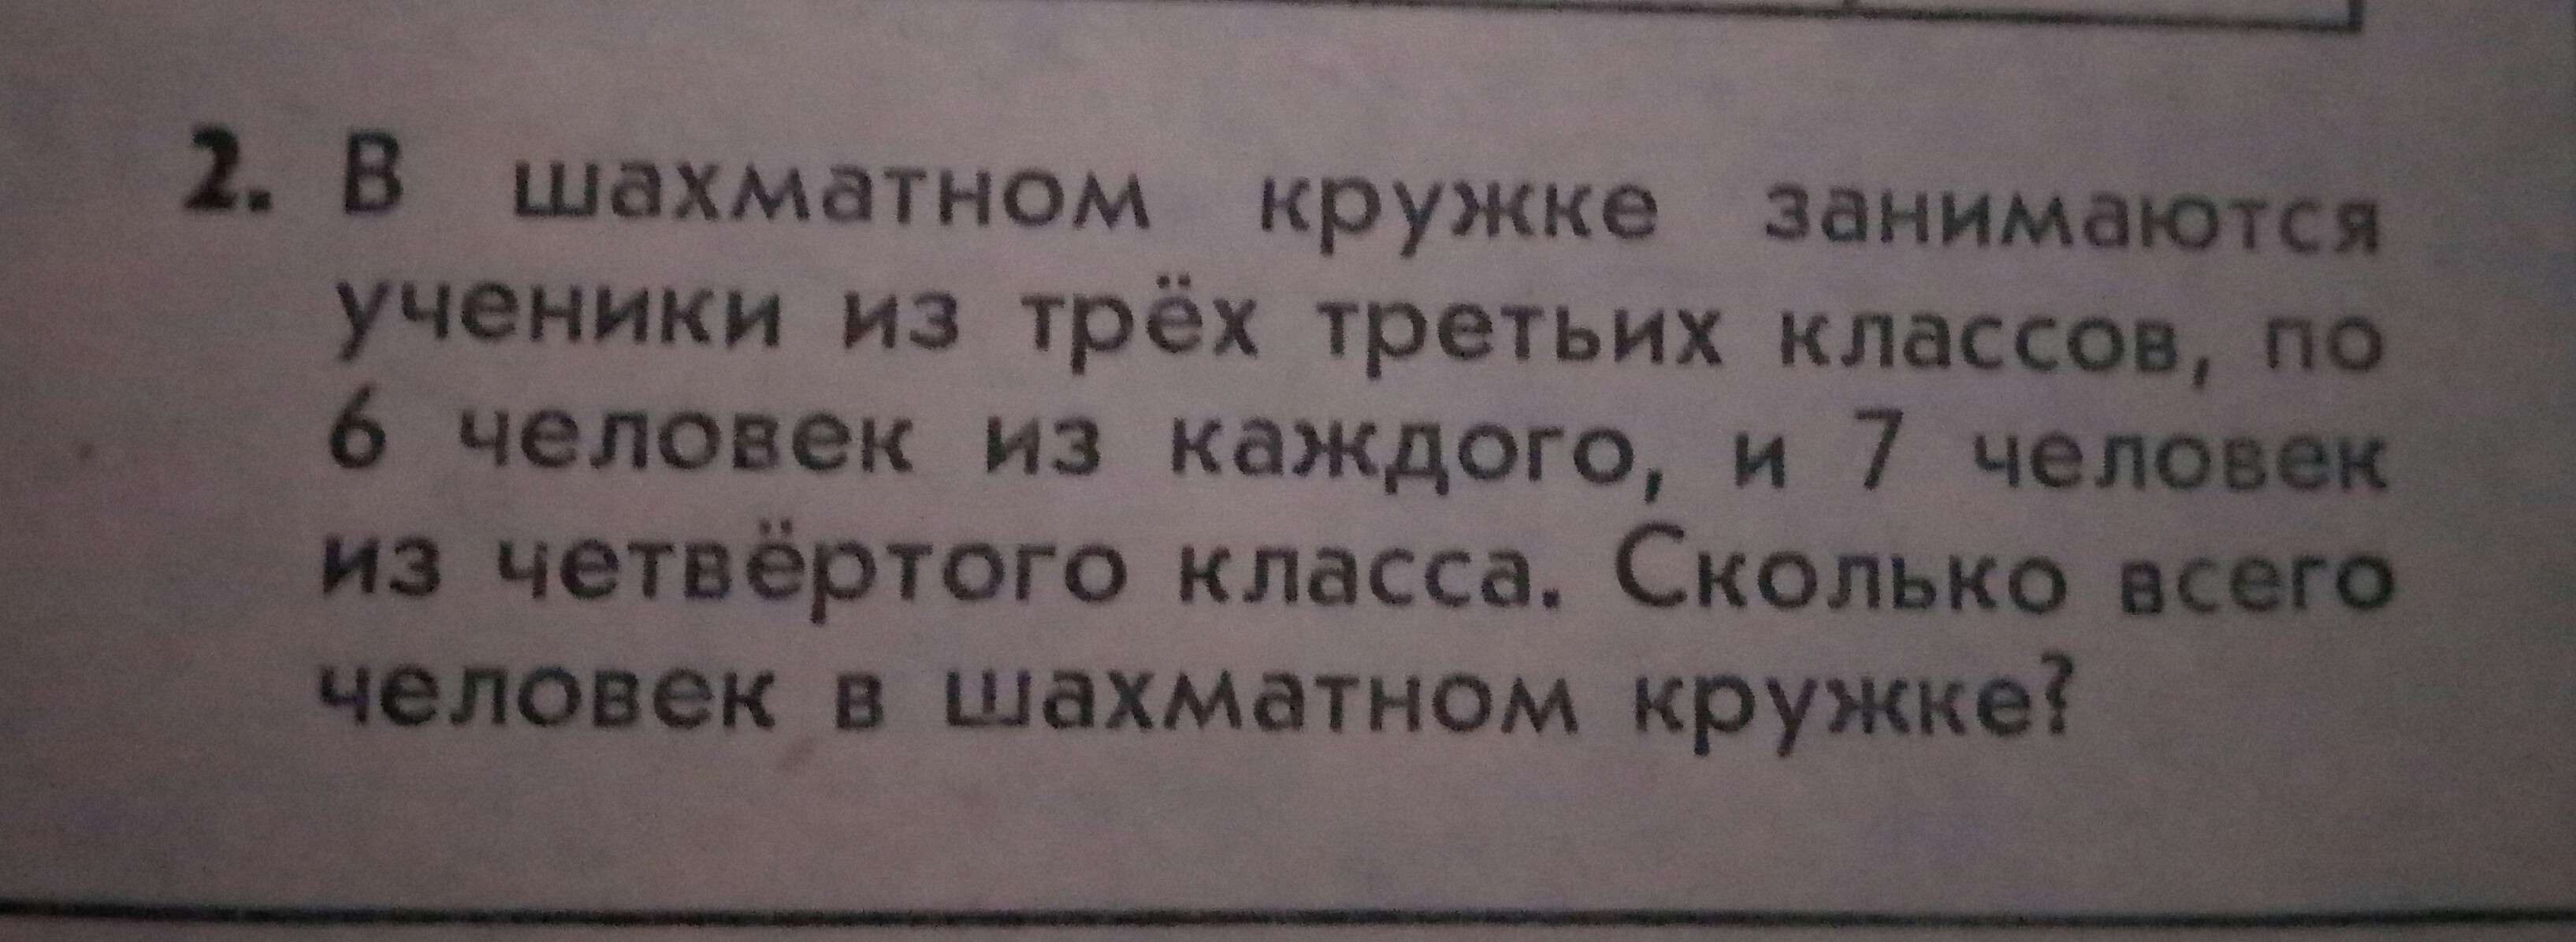 2. В шахматном кружке занимаются
ученики из трёх третьих классов, по
6 человек из каждого, и 7 человек
из четвёртого класса. Сколько всего
человек в шахматном кружке?